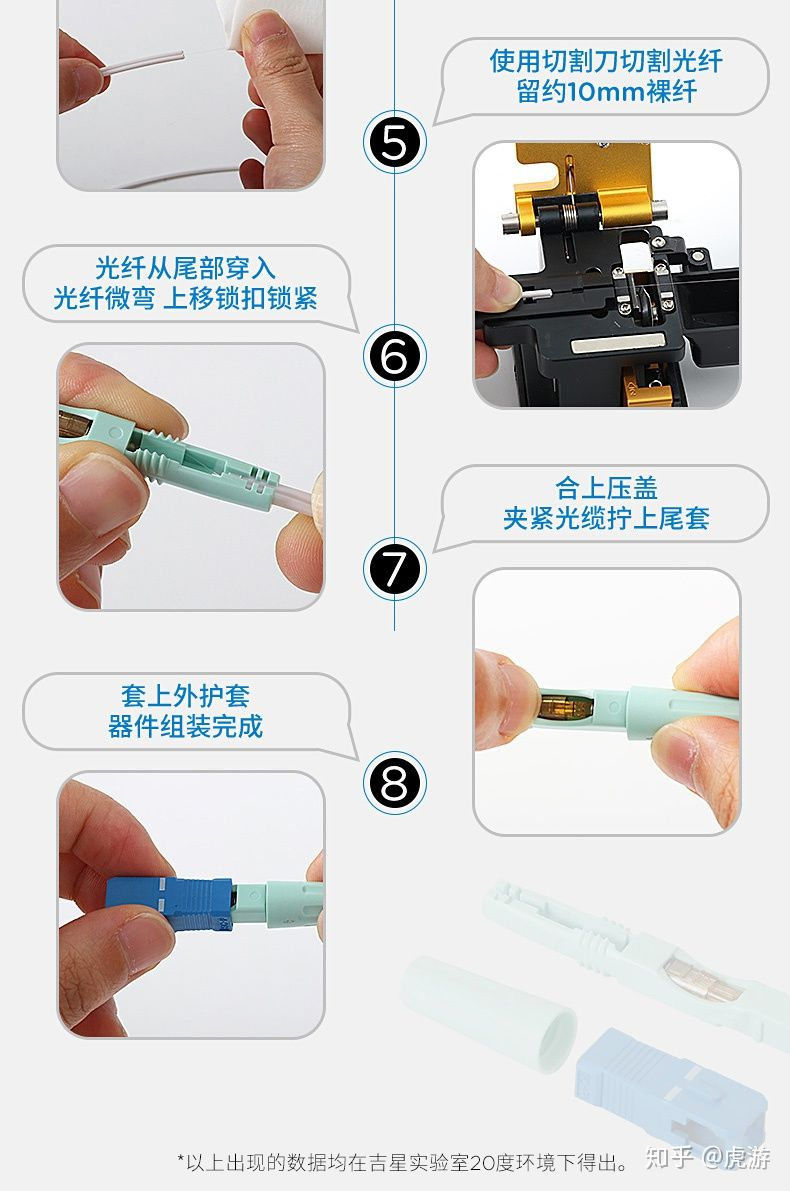 使用切割刀切割光纤
留约10mm裸纤
5
光纤从尾部穿入
光纤微弯 上移锁扣锁紧
6
合上压盖
夹紧光缆拧上尾套
7
套上外护套
器件组装完成
8
*以上出现的数据均在吉星实验室20度环境下得出。
知乎 @虎游